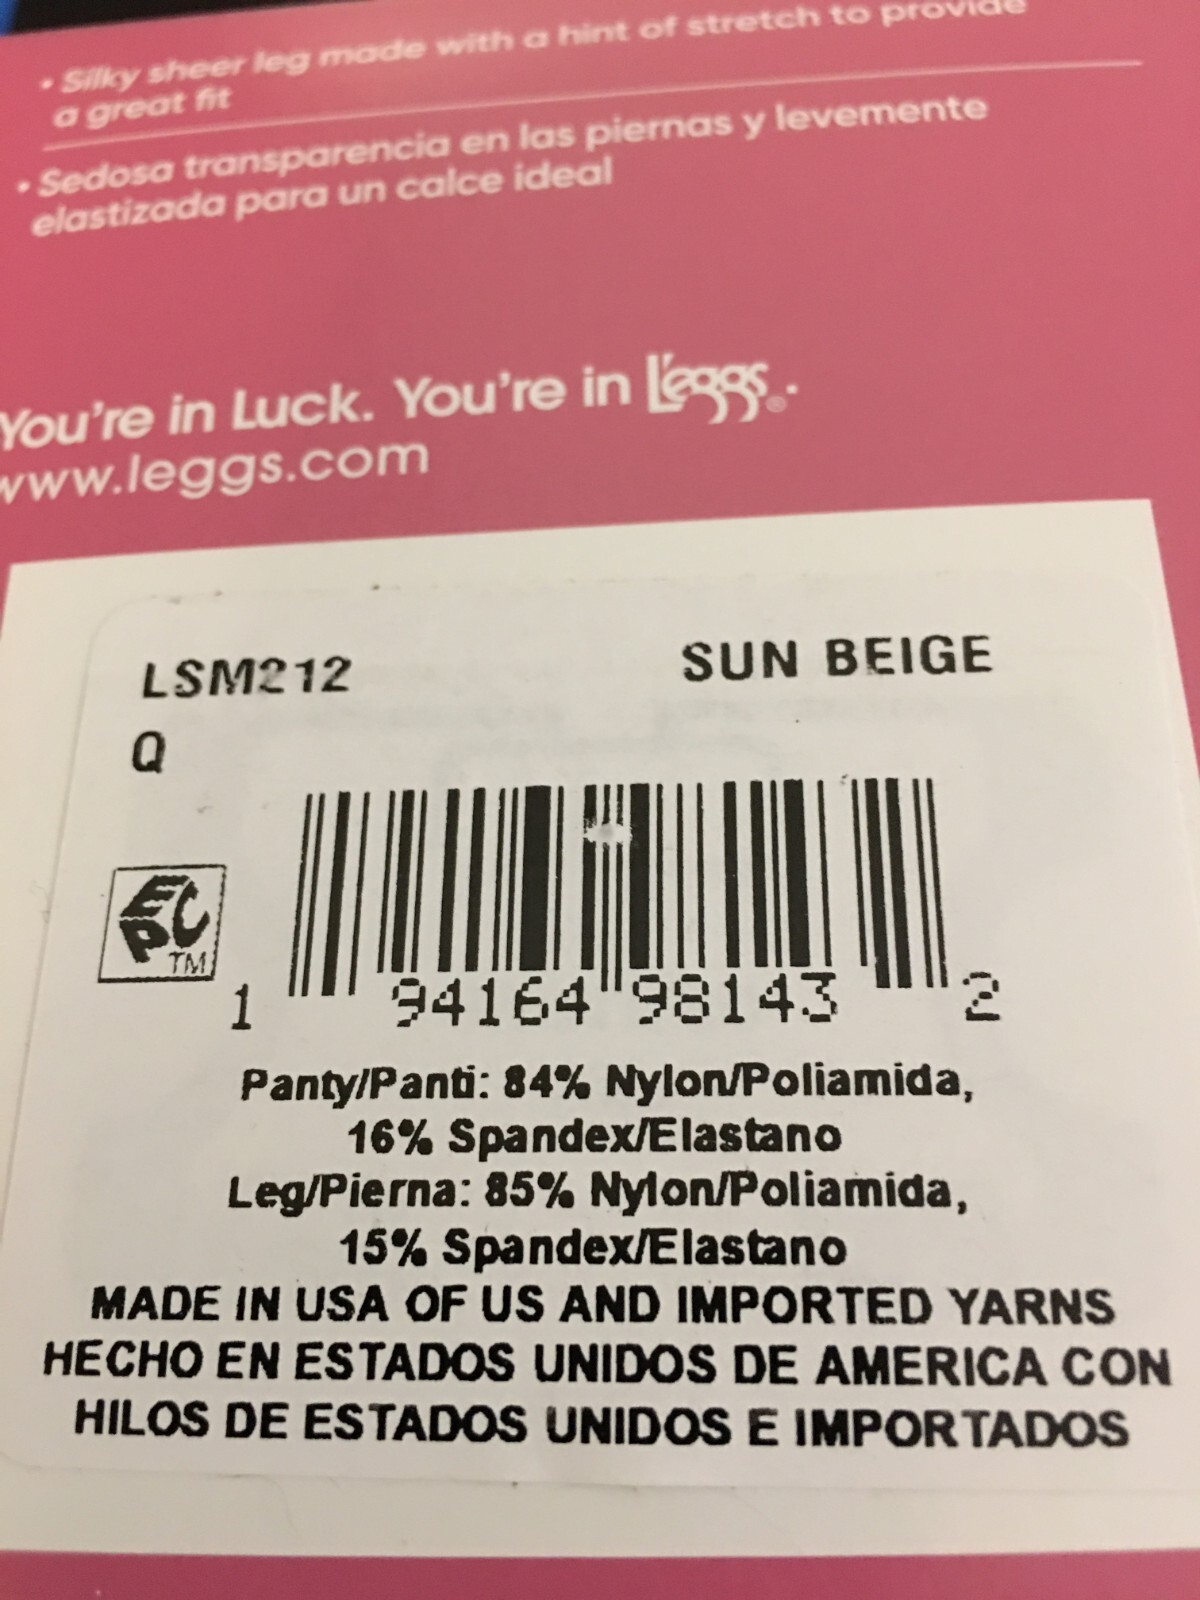 • Silky sheer leg made with a hint of stretch to provide
a great fit
• Sedosa transparencia en las piernas y levemente
elastizada para un calce ideal
You're in Luck. You're in L'eggs®.
www.leggs.com
LSM212 SUN BEIGE
Q
EPC TM
1 94164 98143 2
Panty/Panti: 84% Nylon/Poliamida,
16% Spandex/Elastano
Leg/Pierna: 85% Nylon/Poliamida,
15% Spandex/Elastano
MADE IN USA OF US AND IMPORTED YARNS
HECHO EN ESTADOS UNIDOS DE AMERICA CON
HILOS DE ESTADOS UNIDOS E IMPORTADOS